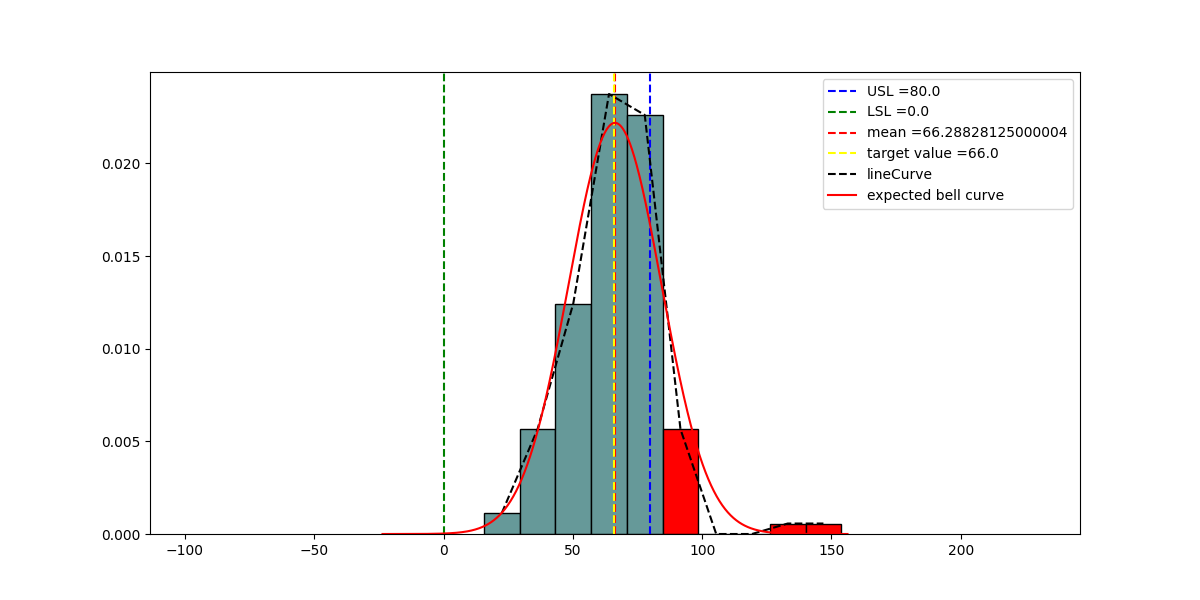 USL =80.0
LSL =0.0
mean =66.28828125000004
target value =66.0
lineCurve
expected bell curve
0.020
0.015
0.010
0.005
0.000
−100
−50
0
50
100
150
200